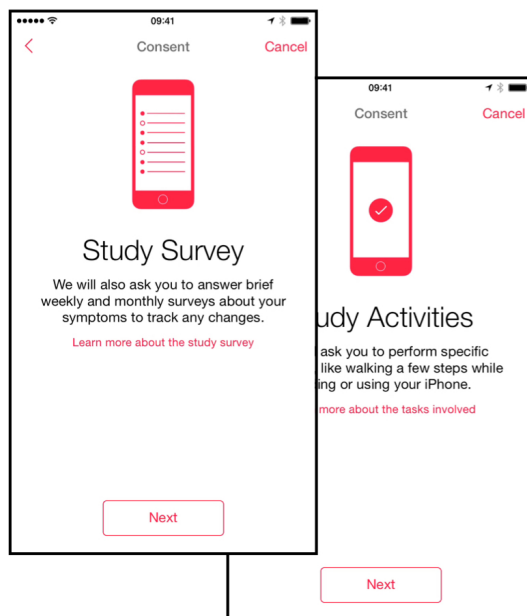 09:41
Consent
Cancel
Study Survey
We will also ask you to answer brief
weekly and monthly surveys about your
symptoms to track any changes.
Learn more about the study survey
Next
09:41
Consent
Cancel
udy Activities
ask you to perform specific
like walking a few steps while
ing or using your iPhone.
more about the tasks involved
Next